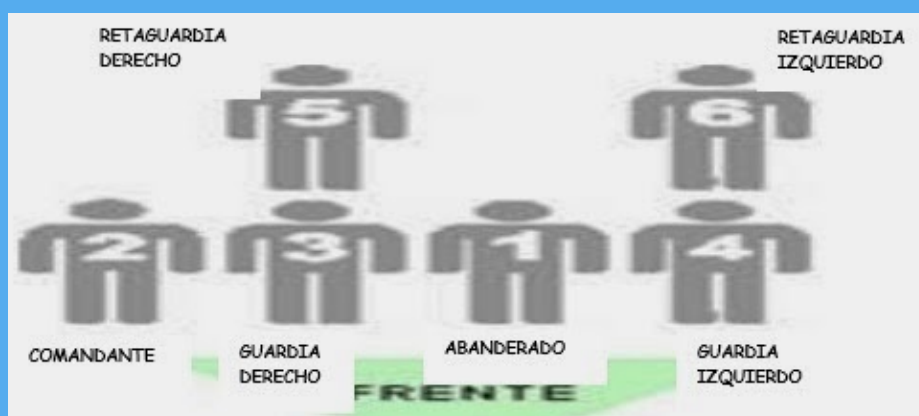 RETAGUARDIA
DERECHO
RETAGUARDIA
IZQUIERDO
5
6
2
3
1
4
COMANDANTE
GUARDIA
DERECHO
ABANDERADO
GUARDIA
IZQUIERDO
FRENTE